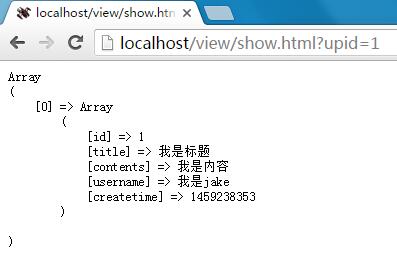 localhost/view/show.htm
localhost/view/show.html?upid=1
Array
(
    [0] => Array
        (
            [id] => 1
            [title] => 我是标题
            [contents] => 我是内容
            [username] => 我是jake
            [createtime] => 1459238353
        )
)